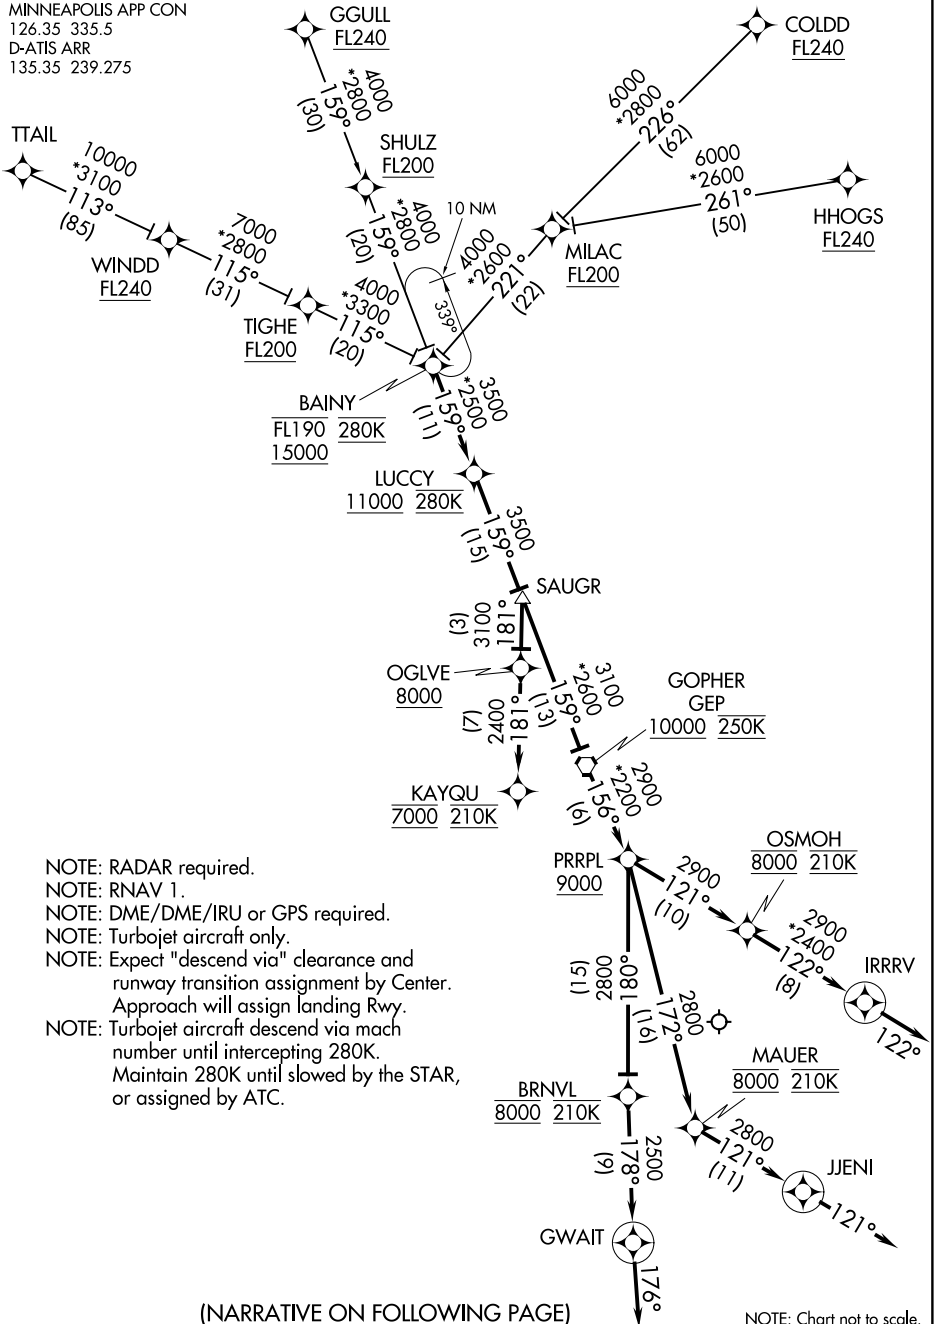 MINNEAPOLIS APP CON
126.35 335.5
D-ATIS ARR
135.35 239.275
GGULL
FL240
COLDD
FL240
4000
*2800
159°
(30)
6000
*2800
226°
(62)
TTAIL
10000
*3100
113°
(85)
SHULZ
FL200
6000
*2600
261°
(50)
HHOGS
FL240
WINDD
FL240
7000
*2800
115°
(31)
4000
*2800
159°
(20)
10 NM
339°
4000
*2600
221°
(22)
MILAC
FL200
TIGHE
FL200
4000
*3300
115°
(20)
BAINY
FL190 280K
15000
3500
*2500
159°
(11)
LUCCY
11000 280K
3500
159°
(15)
SAUGR
181°
3100
(3)
OGLVE
8000
3100
*2600
159°
(13)
GOPHER
GEP
10000 250K
181°
2400
(7)
KAYQU
7000 210K
2900
*2200
156°
(6)
PRRPL
9000
OSMOH
8000 210K
2900
121°
(10)
2900
*2400
122°
(8)
IRRRV
122°
NOTE: RADAR required.
NOTE: RNAV 1.
NOTE: DME/DME/IRU or GPS required.
NOTE: Turbojet aircraft only.
NOTE: Expect "descend via" clearance and
runway transition assignment by Center.
Approach will assign landing Rwy.
NOTE: Turbojet aircraft descend via mach
number until intercepting 280K.
Maintain 280K until slowed by the STAR,
or assigned by ATC.
180°
2800
(15)
2800
172°
(16)
MAUER
8000 210K
BRNVL
8000 210K
2800
121°
(11)
JJENI
121°
2500
178°
(9)
GWAIT
176°
(NARRATIVE ON FOLLOWING PAGE)
NOTE: Chart not to scale.